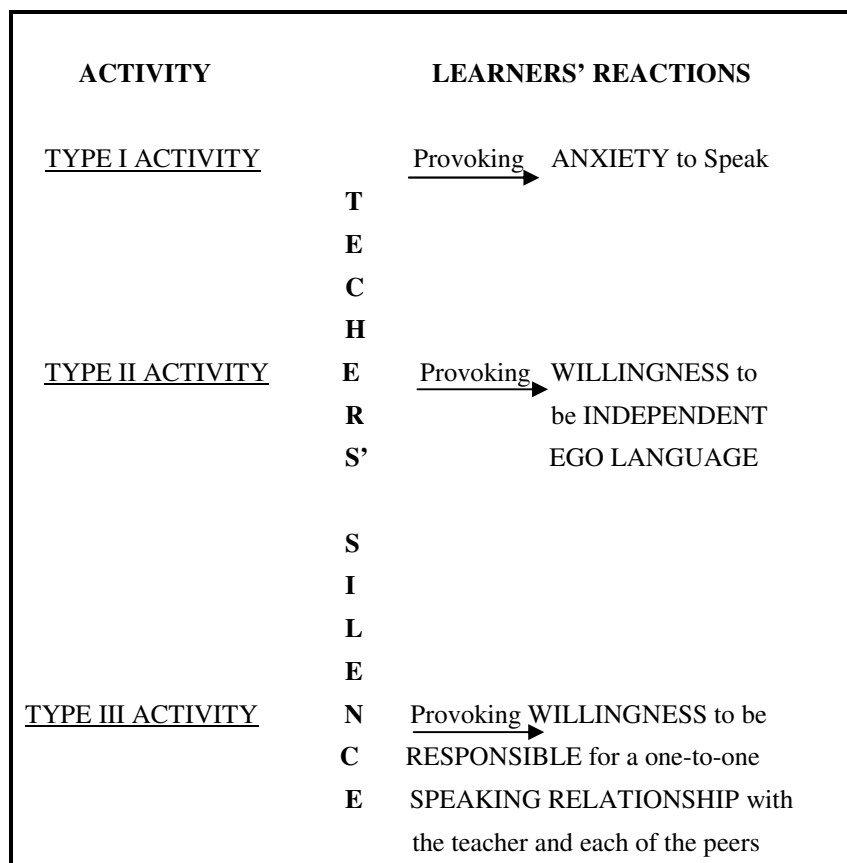 ACTIVITY LEARNERS’ REACTIONS
TYPE I ACTIVITY Provoking ANXIETY to Speak
T
E
C
H
TYPE II ACTIVITY E Provoking WILLINGNESS to
R be INDEPENDENT
S’ EGO LANGUAGE
S
I
L
E
TYPE III ACTIVITY N Provoking WILLINGNESS to be
C RESPONSIBLE for a one-to-one
E SPEAKING RELATIONSHIP with
the teacher and each of the peers